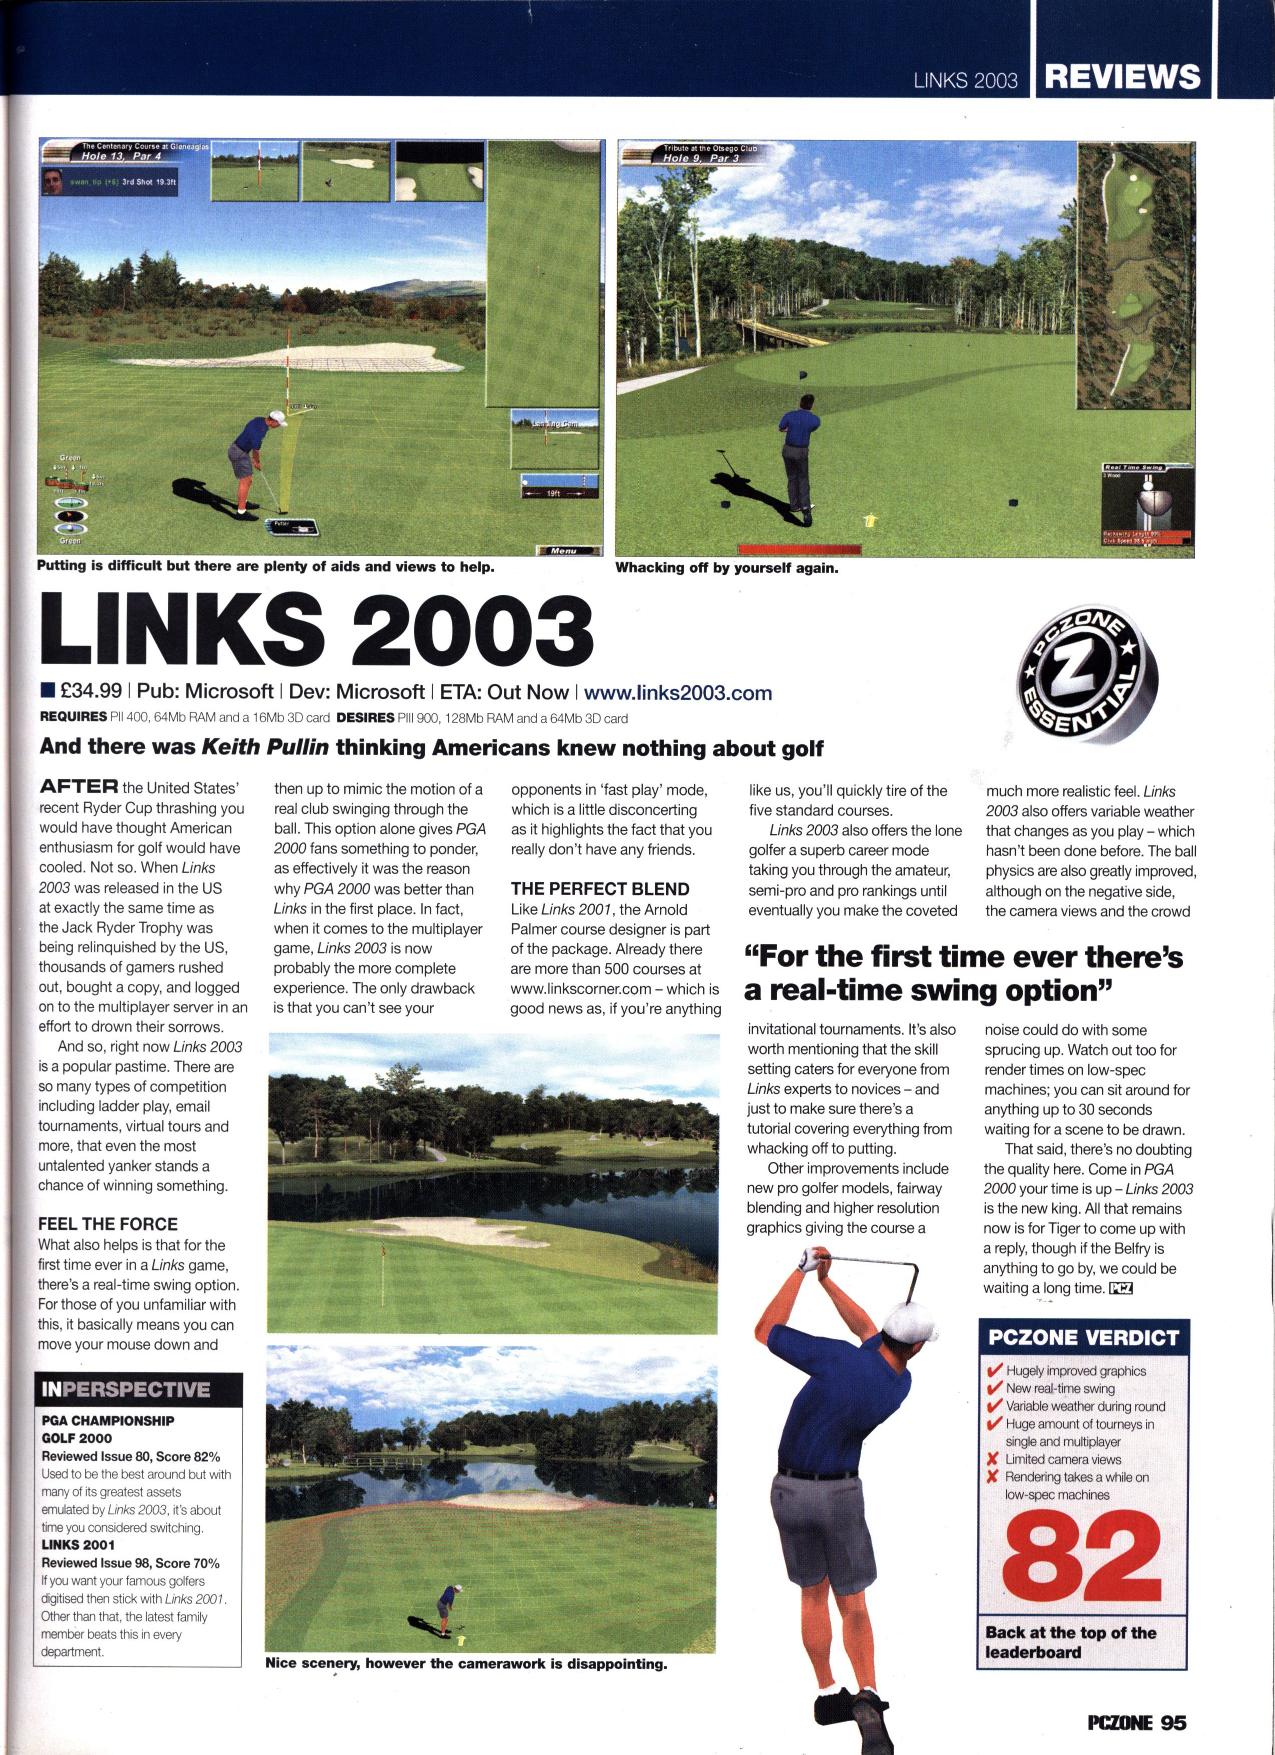 LINKS 2003
REVIEWS
The Centenary Course at Gleneagles
Hole 13, Par 4
swan_tip (+6) 3rd Shot 19.3ft
Landing Cam
19ft
Green
Green
Putter
Menu
Tribute at the Otsego Club
Hole 9, Par 3
Real Time Swing
3 Wood
Putting is difficult but there are plenty of aids and views to help.
Whacking off by yourself again.
LINKS 2003
£34.99 | Pub: Microsoft | Dev: Microsoft | ETA: Out Now | www.links2003.com
REQUIRES PII 400, 64Mb RAM and a 16Mb 3D card DESIRES PIII 900, 128Mb RAM and a 64Mb 3D card
And there was Keith Pullin thinking Americans knew nothing about golf
PCZONE
Z
ESSENTIAL
AFTER the United States'
recent Ryder Cup thrashing you
would have thought American
enthusiasm for golf would have
cooled. Not so. When Links
2003 was released in the US
at exactly the same time as
the Jack Ryder Trophy was
being relinquished by the US,
thousands of gamers rushed
out, bought a copy, and logged
on to the multiplayer server in an
effort to drown their sorrows.
And so, right now Links 2003
is a popular pastime. There are
so many types of competition
including ladder play, email
tournaments, virtual tours and
more, that even the most
untalented yanker stands a
chance of winning something.
FEEL THE FORCE
What also helps is that for the
first time ever in a Links game,
there's a real-time swing option.
For those of you unfamiliar with
this, it basically means you can
move your mouse down and
then up to mimic the motion of a
real club swinging through the
ball. This option alone gives PGA
2000 fans something to ponder,
as effectively it was the reason
why PGA 2000 was better than
Links in the first place. In fact,
when it comes to the multiplayer
game, Links 2003 is now
probably the more complete
experience. The only drawback
is that you can't see your
opponents in 'fast play' mode,
which is a little disconcerting
as it highlights the fact that you
really don't have any friends.
THE PERFECT BLEND
Like Links 2001, the Arnold
Palmer course designer is part
of the package. Already there
are more than 500 courses at
www.linkscorner.com – which is
good news as, if you're anything
like us, you'll quickly tire of the
five standard courses.
Links 2003 also offers the lone
golfer a superb career mode
taking you through the amateur,
semi-pro and pro rankings until
eventually you make the coveted
"For the first time ever there's
a real-time swing option"
invitational tournaments. It's also
worth mentioning that the skill
setting caters for everyone from
Links experts to novices – and
just to make sure there's a
tutorial covering everything from
whacking off to putting.
Other improvements include
new pro golfer models, fairway
blending and higher resolution
graphics giving the course a
much more realistic feel. Links
2003 also offers variable weather
that changes as you play – which
hasn't been done before. The ball
physics are also greatly improved,
although on the negative side,
the camera views and the crowd
noise could do with some
sprucing up. Watch out too for
render times on low-spec
machines; you can sit around for
anything up to 30 seconds
waiting for a scene to be drawn.
That said, there's no doubting
the quality here. Come in PGA
2000 your time is up – Links 2003
is the new king. All that remains
now is for Tiger to come up with
a reply, though if the Belfry is
anything to go by, we could be
waiting a long time. PCZ
INPERSPECTIVE
PGA CHAMPIONSHIP
GOLF 2000
Reviewed Issue 80, Score 82%
Used to be the best around but with
many of its greatest assets
emulated by Links 2003, it's about
time you considered switching.
LINKS 2001
Reviewed Issue 98, Score 70%
If you want your famous golfers
digitised then stick with Links 2001.
Other than that, the latest family
member beats this in every
department.
Nice scenery, however the camerawork is disappointing.
PCZONE VERDICT
Hugely improved graphics
New real-time swing
Variable weather during round
Huge amount of tourneys in
single and multiplayer
Limited camera views
Rendering takes a while on
low-spec machines
82
Back at the top of the
leaderboard
PCZONE 95